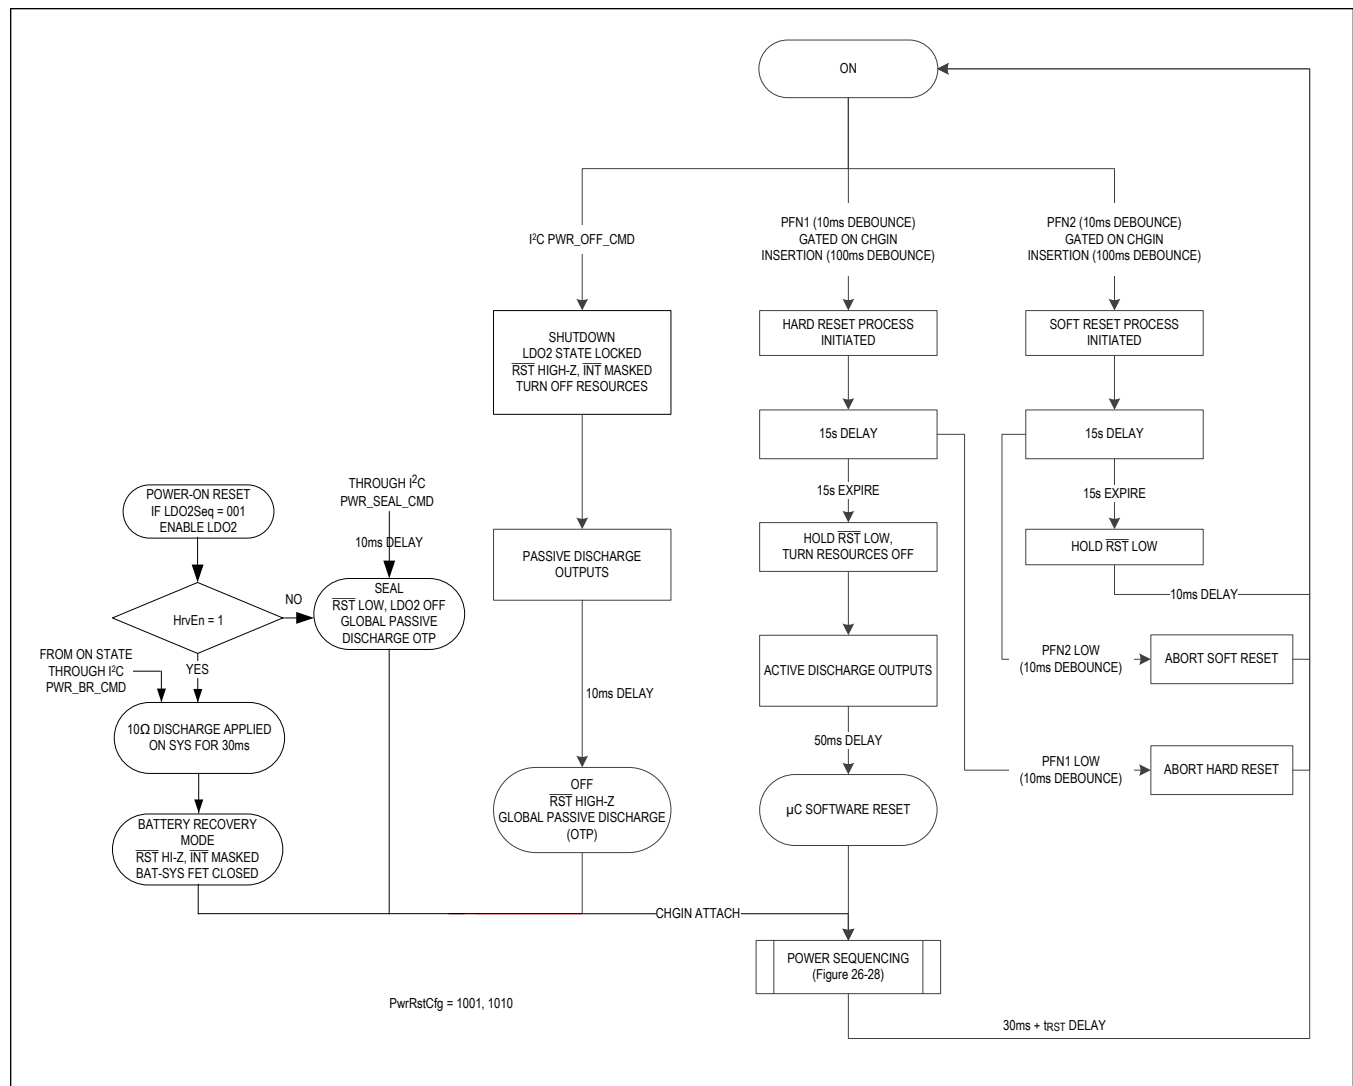 ON
I²C PWR_OFF_CMD
PFN1 (10ms DEBOUNCE)
GATED ON CHGIN
INSERTION (100ms DEBOUNCE)
PFN2 (10ms DEBOUNCE)
GATED ON CHGIN
INSERTION (100ms DEBOUNCE)
SHUTDOWN
LDO2 STATE LOCKED
RST HIGH-Z, INT MASKED
TURN OFF RESOURCES
HARD RESET PROCESS
INITIATED
SOFT RESET PROCESS
INITIATED
15s DELAY
15s DELAY
15s EXPIRE
15s EXPIRE
POWER-ON RESET
IF LDO2Seq = 001
ENABLE LDO2
THROUGH I²C
PWR_SEAL_CMD
10ms DELAY
PASSIVE DISCHARGE
OUTPUTS
HOLD RST LOW,
TURN RESOURCES OFF
HOLD RST LOW
10ms DELAY
HrvEn = 1
NO
SEAL
RST LOW, LDO2 OFF
GLOBAL PASSIVE
DISCHARGE OTP
FROM ON STATE
THROUGH I²C
PWR_BR_CMD
YES
ACTIVE DISCHARGE OUTPUTS
PFN2 LOW
(10ms DEBOUNCE)
ABORT SOFT RESET
10ms DELAY
10Ω DISCHARGE APPLIED
ON SYS FOR 30ms
50ms DELAY
PFN1 LOW
(10ms DEBOUNCE)
ABORT HARD RESET
OFF
RST HIGH-Z
GLOBAL PASSIVE DISCHARGE
(OTP)
µC SOFTWARE RESET
BATTERY RECOVERY
MODE
RST HI-Z, INT MASKED
BAT-SYS FET CLOSED
CHGIN ATTACH
POWER SEQUENCING
(Figure 26-28)
PwrRstCfg = 1001, 1010
30ms + tRST DELAY